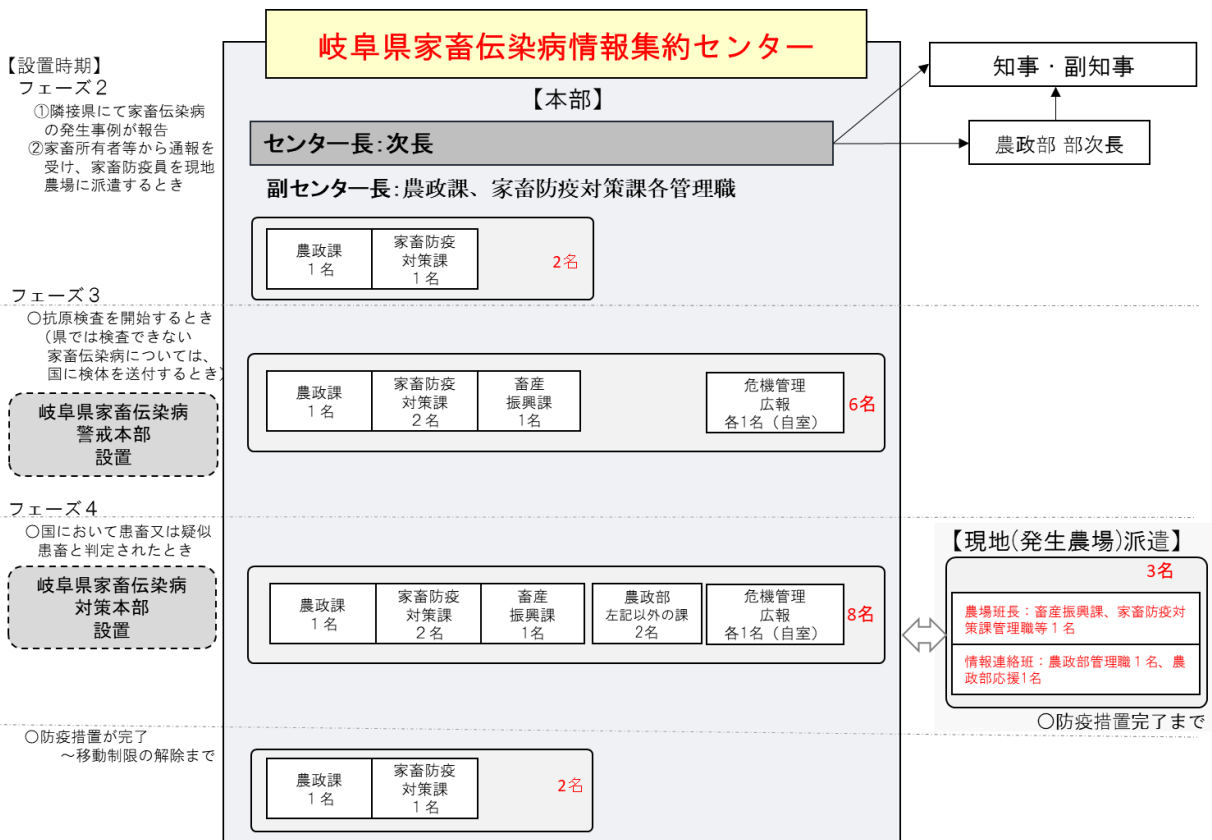 岐阜県家畜伝染病情報集約センター
【設置時期】
フェーズ２
①隣接県にて家畜伝染病
の発生事例が報告
②家畜所有者等から通報を
受け、家畜防疫員を現地
農場に派遣するとき
【本部】
センター長：次長
副センター長：農政課、家畜防疫対策課各管理職
知事・副知事
農政部 部次長
農政課
１名
家畜防疫
対策課
１名
2名
フェーズ３
〇抗原検査を開始するとき
（県では検査できない
家畜伝染病については、
国に検体を送付するとき）
岐阜県家畜伝染病
警戒本部
設置
農政課
１名
家畜防疫
対策課
２名
畜産
振興課
1名
危機管理
広報
各1名（自室）
6名
フェーズ４
〇国において患畜又は疑似
患畜と判定されたとき
岐阜県家畜伝染病
対策本部
設置
農政課
１名
家畜防疫
対策課
２名
畜産
振興課
1名
農政部
左記以外の課
2名
危機管理
広報
各1名（自室）
8名
【現地(発生農場)派遣】
3名
農場班長：畜産振興課、家畜防疫対
策課管理職等１名
情報連絡班：農政部管理職１名、農
政部応援1名
〇防疫措置完了まで
〇防疫措置が完了
～移動制限の解除まで
農政課
１名
家畜防疫
対策課
１名
2名